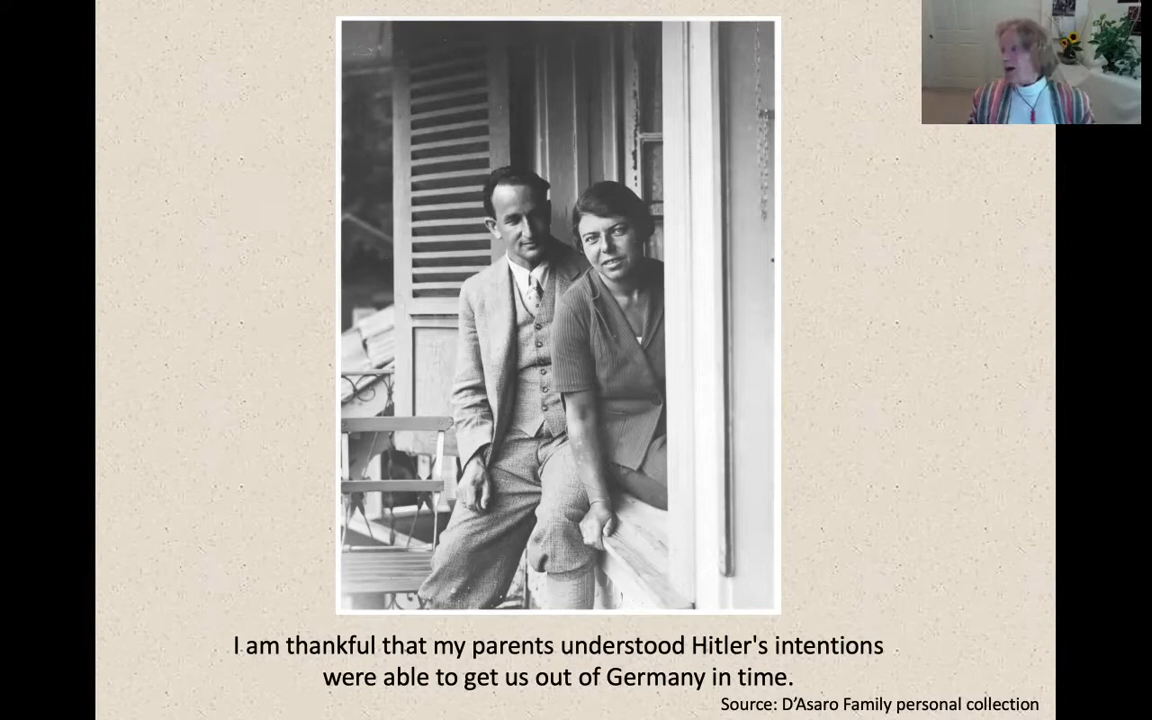 I am thankful that my parents understood Hitler's intentions
were able to get us out of Germany in time.
Source: D'Asaro Family personal collection